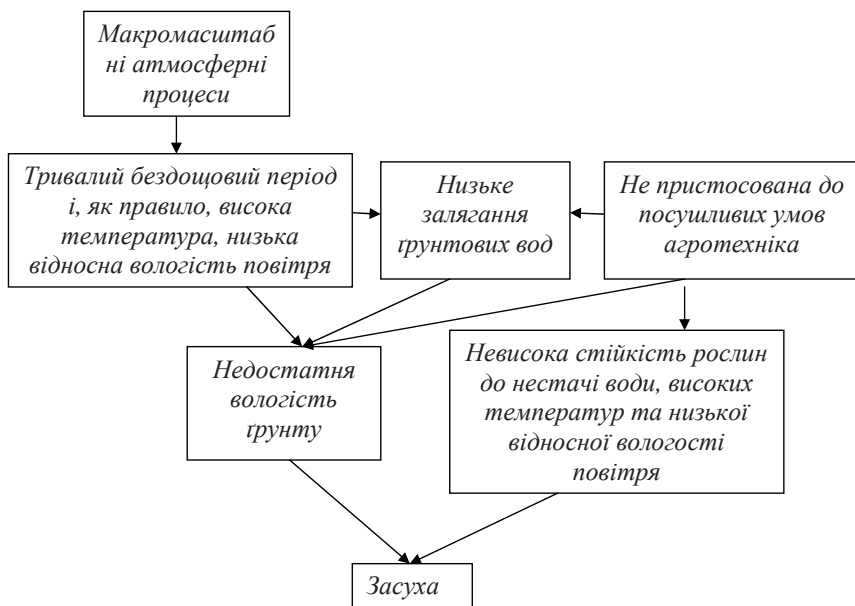 Макромасштаб
ні атмосферні
процеси
Тривалий бездощовий період
і, як правило, висока
температура, низька
відносна вологість повітря
Низьке
залягання
ґрунтових вод
Не пристосована до
посушливих умов
агротехніка
Недостатня
вологість
ґрунту
Невисока стійкість рослин
до нестачі води, високих
температур та низької
відносної вологості
повітря
Засуха